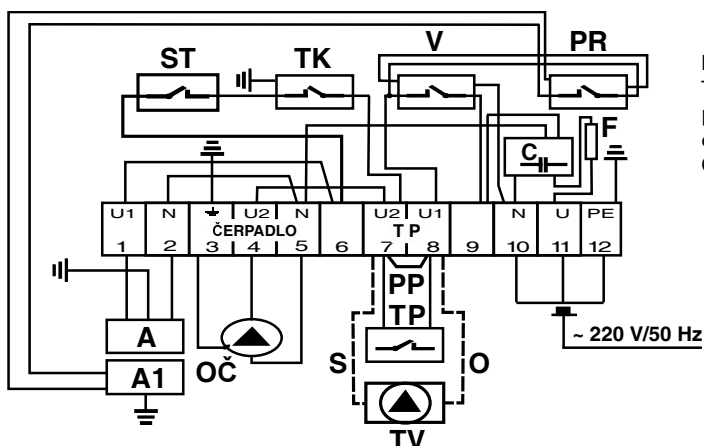 ST TK V PR
F
C
U1 N U2 N U2 U1 N U PE
ČERPADLO T P
1 2 3 4 5 6 7 8 9 10 11 12
PP
A TP ~ 220 V/50 Hz
OČ S O
A1
TV